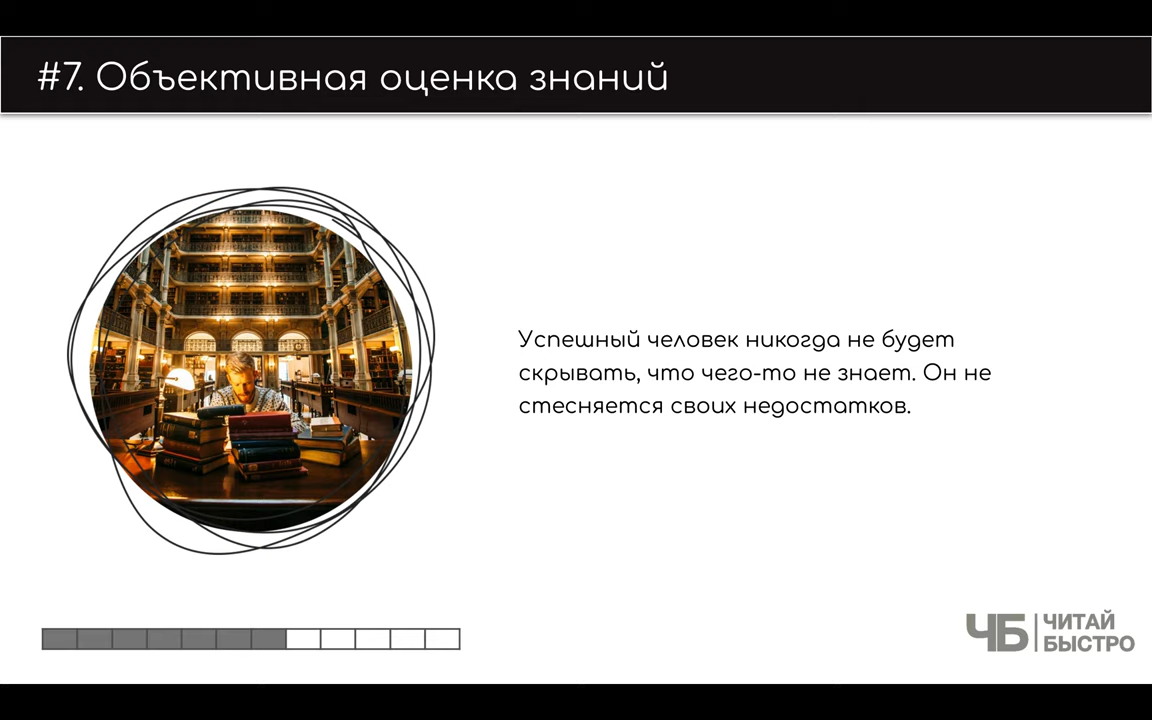 #7. Объективная оценка знаний
Успешный человек никогда не будет
скрывать, что чего-то не знает. Он не
стесняется своих недостатков.
ЧБ
ЧИТАЙ
БЫСТРО